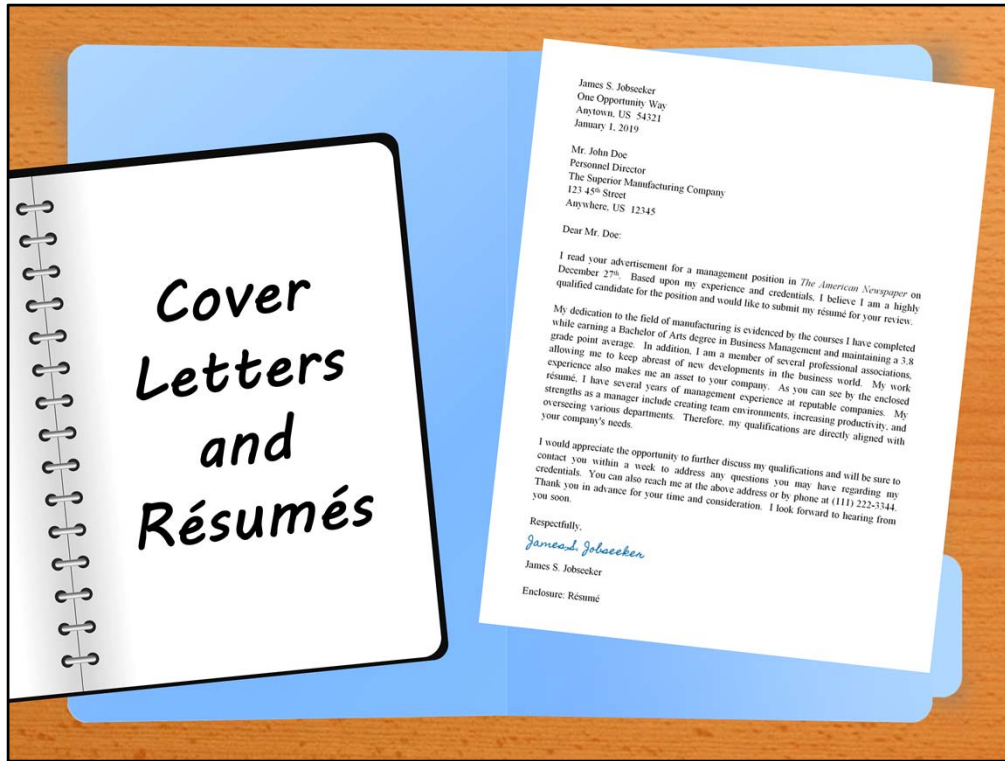 Cover
Letters
and
Résumés
James S. Jobseeker
One Opportunity Way
Anytown, US 54321
January 1, 2019
Mr. John Doe
Personnel Director
The Superior Manufacturing Company
123 45th Street
Anywhere, US 12345
Dear Mr. Doe:
I read your advertisement for a management position in The American Newspaper on
December 27th. Based upon my experience and credentials, I believe I am a highly
qualified candidate for the position and would like to submit my résumé for your review.
My dedication to the field of manufacturing is evidenced by the courses I have completed
while earning a Bachelor of Arts degree in Business Management and maintaining a 3.8
grade point average. In addition, I am a member of several professional associations,
allowing me to keep abreast of new developments in the business world. My work
experience also makes me an asset to your company. As you can see by the enclosed
résumé, I have several years of management experience at reputable companies. My
strengths as a manager include creating team environments, increasing productivity, and
overseeing various departments. Therefore, my qualifications are directly aligned with
your company's needs.
I would appreciate the opportunity to further discuss my qualifications and will be sure to
contact you within a week to address any questions you may have regarding my
credentials. You can also reach me at the above address or by phone at (111) 222-3344.
Thank you in advance for your time and consideration. I look forward to hearing from
you soon.
Respectfully,
James S. Jobseeker
James S. Jobseeker
Enclosure: Résumé